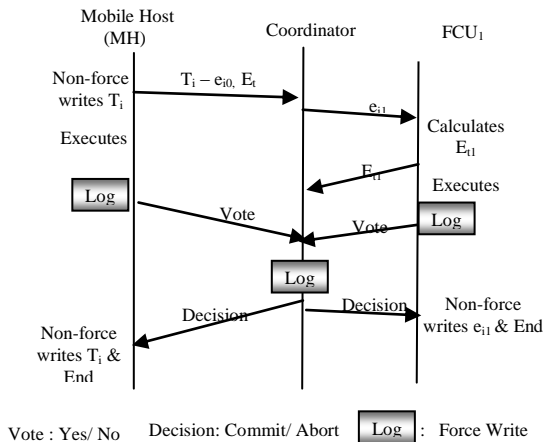 Mobile Host
(MH)
Coordinator
FCU₁
Non-force
writes Tᵢ
Tᵢ – eᵢ₀, Eₜ
eᵢ₁
Executes
Calculates
Eₜ₁
Eₜ₁
Executes
Log
Log
Vote
Vote
Log
Decision
Decision
Non-force
writes eᵢ₁ & End
Non-force
writes Tᵢ &
End
Vote : Yes/ No
Decision: Commit/ Abort
Log
: Force Write